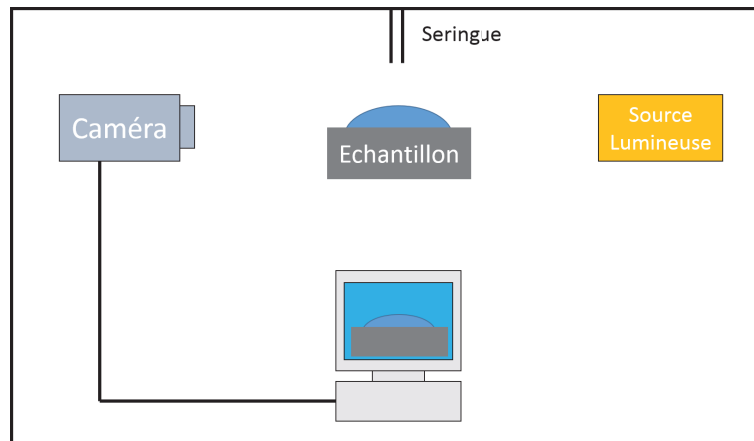 Seringue
Caméra
Echantillon
Source
Lumineuse